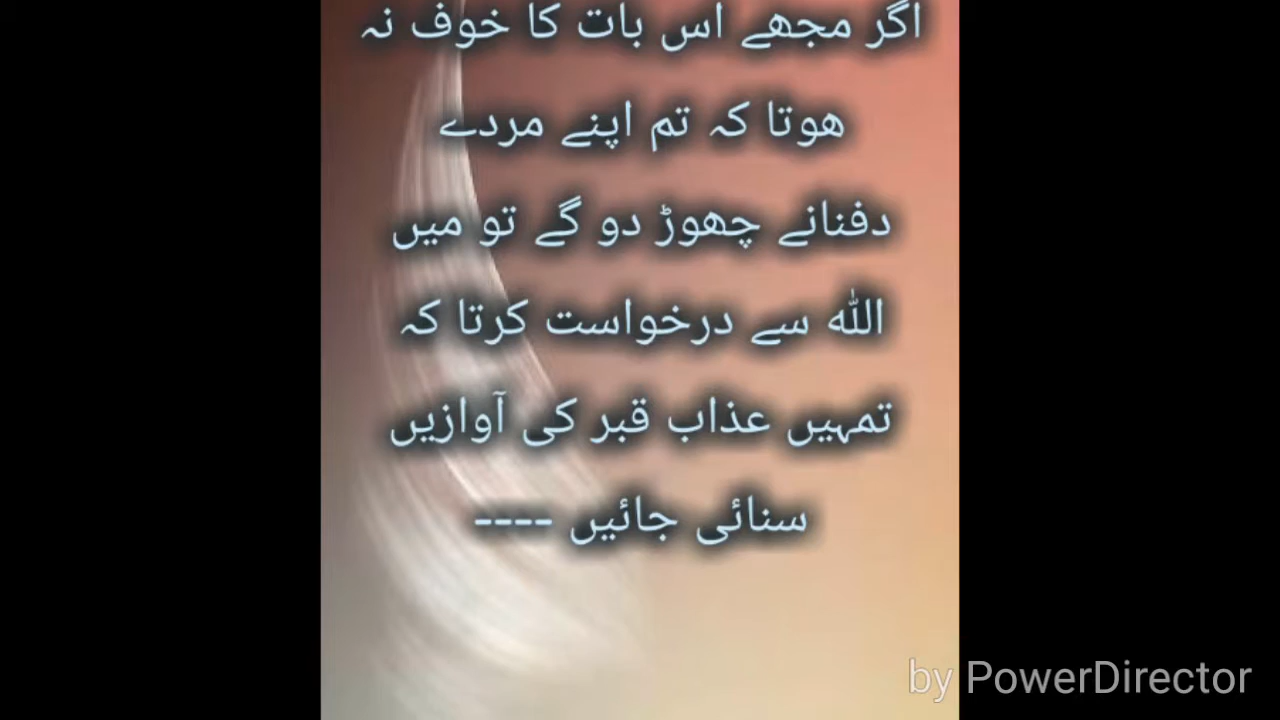 اگر مجھے اس بات کا خوف نہ
ھوتا کہ تم اپنے مردے
دفنانے چھوڑ دو گے تو میں
اللہ سے درخواست کرتا کہ
تمہیں عذاب قبر کی آوازیں
سنائی جائیں ----
by PowerDirector